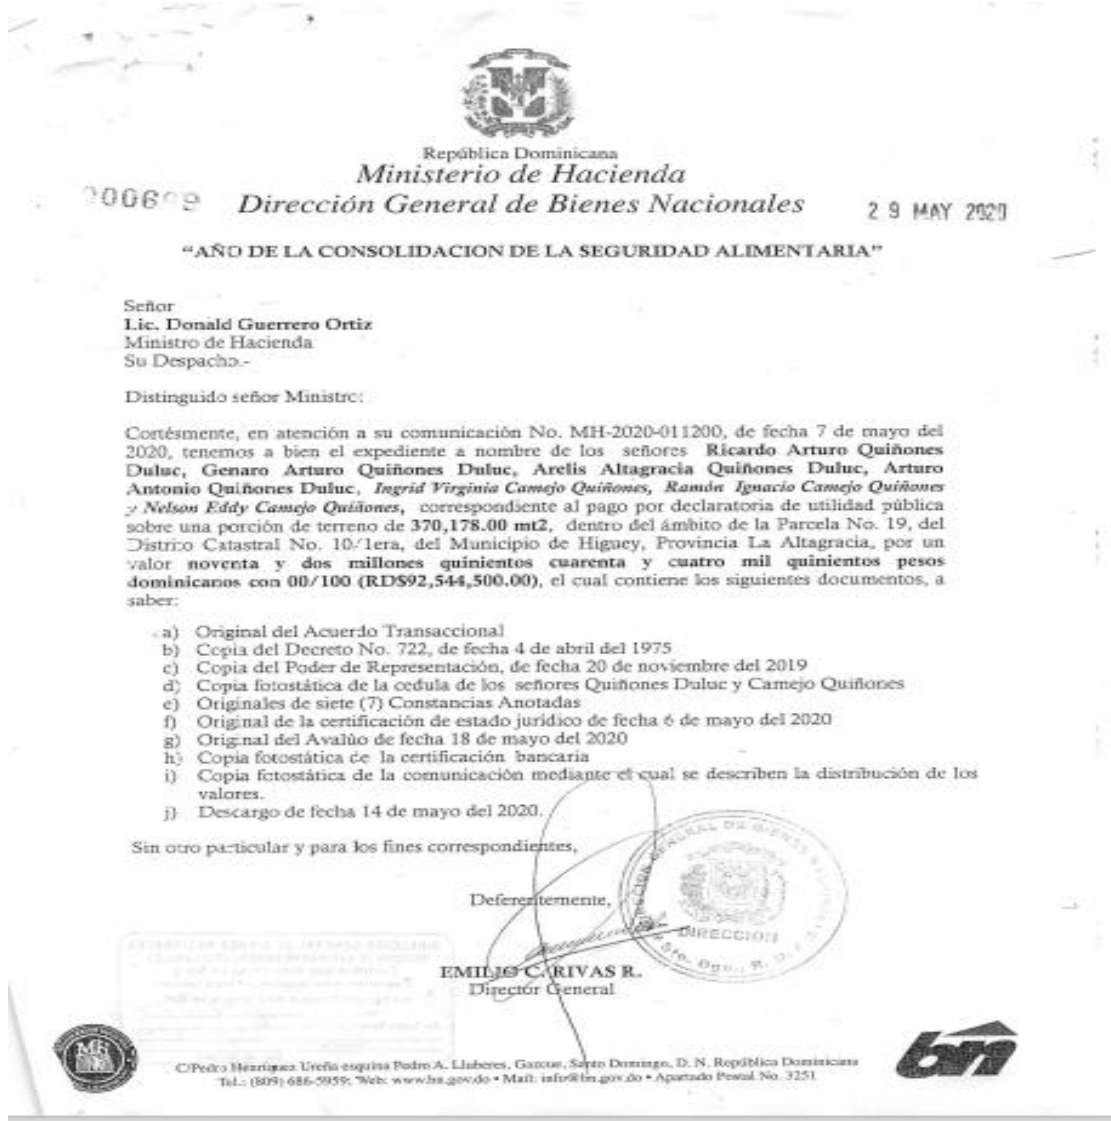 República Dominicana
Ministerio de Hacienda
Dirección General de Bienes Nacionales
29 MAY 2020
“AÑO DE LA CONSOLIDACION DE LA SEGURIDAD ALIMENTARIA”
Señor
Lic. Donald Guerrero Ortiz
Ministro de Hacienda
Su Despacho.-
Distinguido señor Ministro:
Cortésmente, en atención a su comunicación No. MH-2020-011200, de fecha 7 de mayo del
2020, tenemos a bien el expediente a nombre de los señores Ricardo Arturo Quiñones
Duluc, Genaro Arturo Quiñones Duluc, Arelis Altagracia Quiñones Duluc, Arturo
Antonio Quiñones Duluc, Ingrid Virginia Camejo Quiñones, Ramón Ignacio Camejo Quiñones
y Nelson Eddy Camejo Quiñones, correspondiente al pago por declaratoria de utilidad pública
sobre una porción de terreno de 370,178.00 mt2, dentro del ámbito de la Parcela No. 19, del
Distrito Catastral No. 10/1era, del Municipio de Higuey, Provincia La Altagracia, por un
valor noventa y dos millones quinientos cuarenta y cuatro mil quinientos pesos
dominicanos con 00/100 (RD$92,544,500.00), el cual contiene los siguientes documentos, a
saber:
a) Original del Acuerdo Transaccional
b) Copia del Decreto No. 722, de fecha 4 de abril del 1975
c) Copia del Poder de Representación, de fecha 20 de noviembre del 2019
d) Copia fotostática de la cedula de los señores Quiñones Duluc y Camejo Quiñones
e) Originales de siete (7) Constancias Anotadas
f) Original de la certificación de estado jurídico de fecha 6 de mayo del 2020
g) Original del Avalúo de fecha 18 de mayo del 2020
h) Copia fotostática de la certificación bancaria
i) Copia fotostática de la comunicación mediante el cual se describen la distribución de los
valores.
j) Descargo de fecha 14 de mayo del 2020.
Sin otro particular y para los fines correspondientes,
Deferentemente,
DIRECCION GENERAL DE BIENES
DIRECCION
Sto. Dgo., R. D.
EMILIO C. RIVAS R.
Director General
MH
bn
C/Pedro Henríquez Ureña esquina Pedro A. Lluberes, Gazcue, Santo Domingo, D. N. República Dominicana
Tel.: (809) 686-5959; Web: www.bn.gov.do • Mail: info@bn.gov.do • Apartado Postal No. 3251